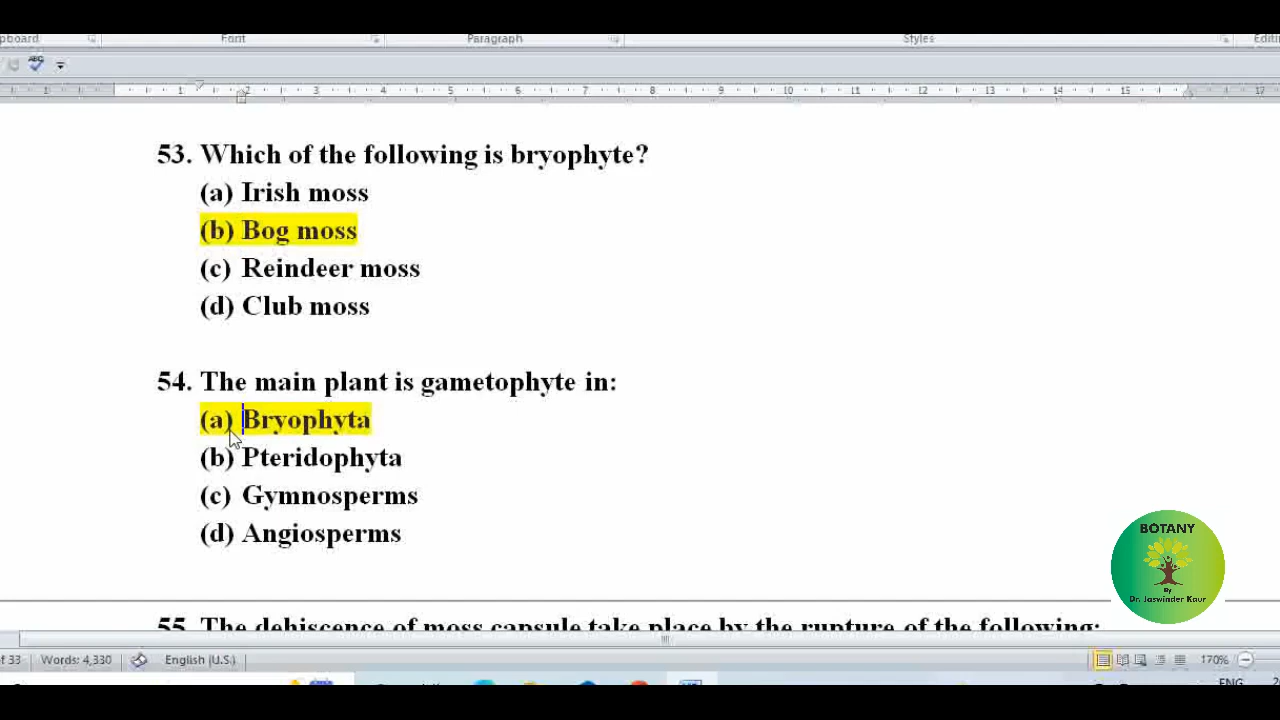 Font
Paragraph
Styles
53. Which of the following is bryophyte?
(a) Irish moss
(b) Bog moss
(c) Reindeer moss
(d) Club moss
54. The main plant is gametophyte in:
(a) Bryophyta
(b) Pteridophyta
(c) Gymnosperms
(d) Angiosperms
BOTANY
By
Dr. Jaswinder Kaur
55. The dehiscence of moss capsule take place by the rupture of the following:
of 33 Words: 4,330 English (U.S.) 170%
ENG